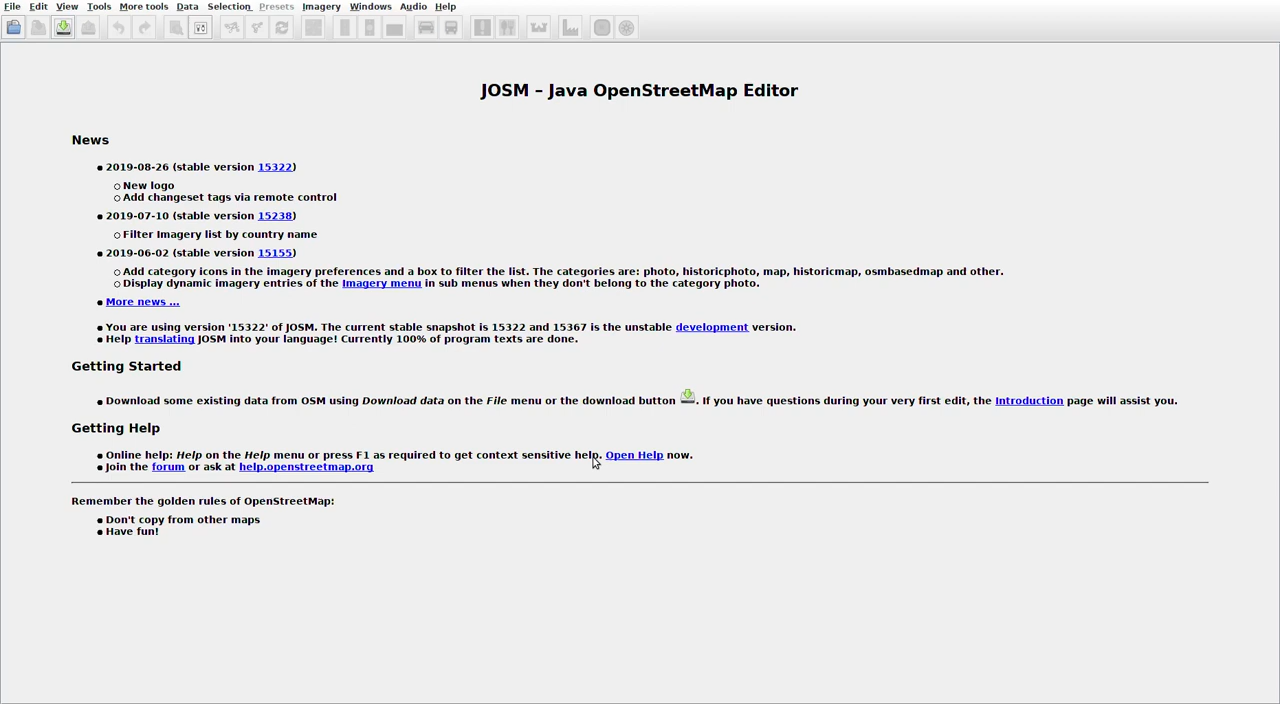 File Edit View Tools More tools Data Selection Presets Imagery Windows Audio Help
JOSM – Java OpenStreetMap Editor
News
2019-08-26 (stable version 15322)
New logo
Add changeset tags via remote control
2019-07-10 (stable version 15238)
Filter Imagery list by country name
2019-06-02 (stable version 15155)
Add category icons in the imagery preferences and a box to filter the list. The categories are: photo, historicphoto, map, historicmap, osmbasedmap and other.
Display dynamic imagery entries of the Imagery menu in sub menus when they don't belong to the category photo.
More news ...
You are using version '15322' of JOSM. The current stable snapshot is 15322 and 15367 is the unstable development version.
Help translating JOSM into your language! Currently 100% of program texts are done.
Getting Started
Download some existing data from OSM using Download data on the File menu or the download button . If you have questions during your very first edit, the Introduction page will assist you.
Getting Help
Online help: Help on the Help menu or press F1 as required to get context sensitive help. Open Help now.
Join the forum or ask at help.openstreetmap.org
Remember the golden rules of OpenStreetMap:
Don't copy from other maps
Have fun!